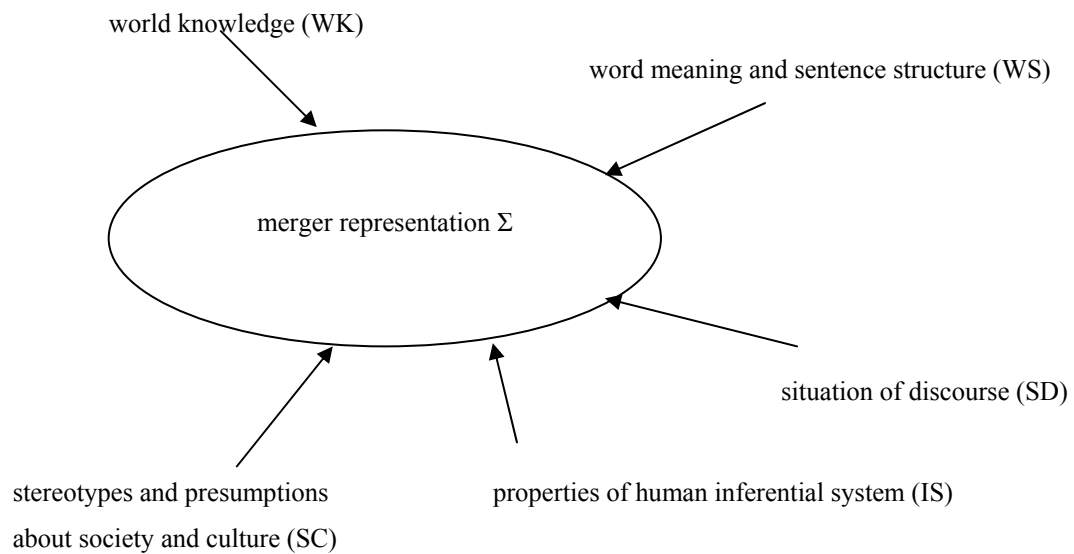 world knowledge (WK)
word meaning and sentence structure (WS)
merger representation Σ
situation of discourse (SD)
stereotypes and presumptions
about society and culture (SC)
properties of human inferential system (IS)